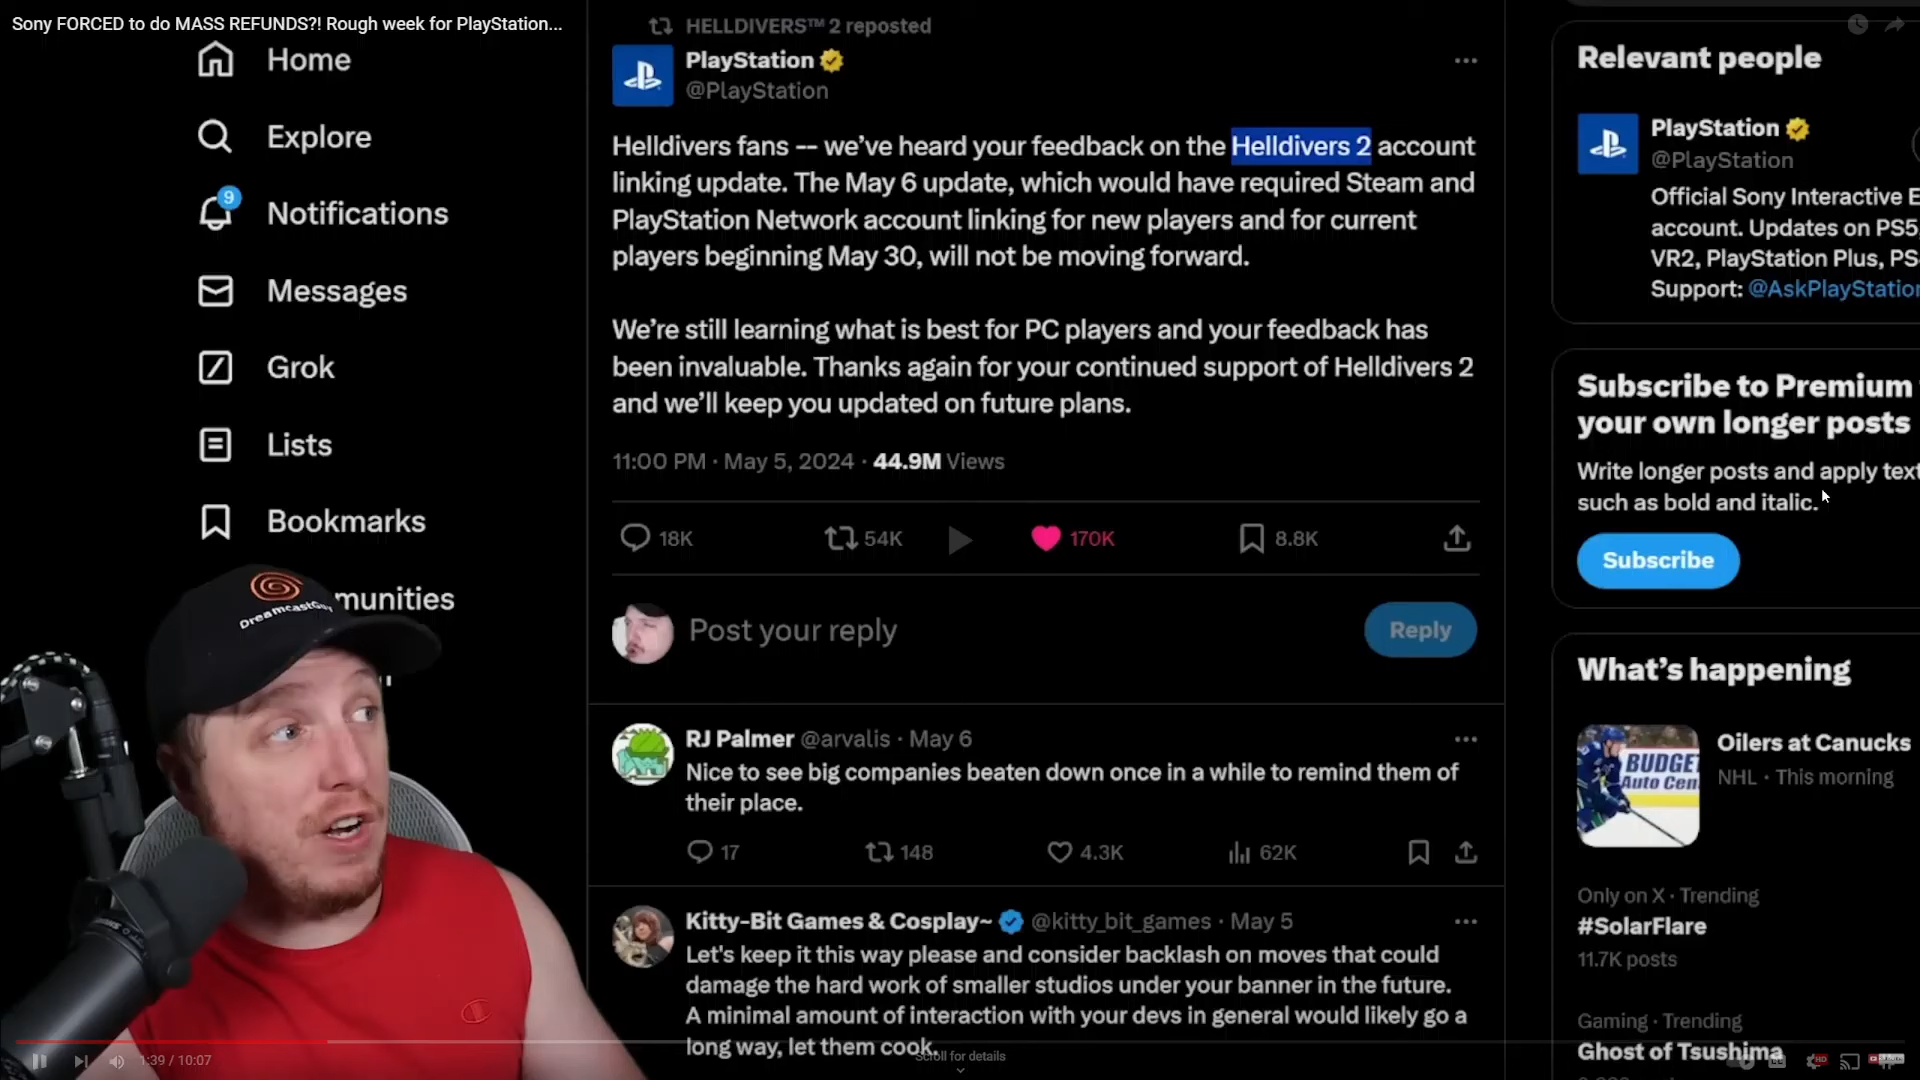 Sony FORCED to do MASS REFUNDS?! Rough week for PlayStation...
Home
Explore
9
Notifications
Messages
Grok
Lists
Bookmarks
munities
DreamcastGuy
HELLDIVERS™ 2 reposted
PlayStation
@PlayStation
Helldivers fans -- we’ve heard your feedback on the Helldivers 2 account
linking update. The May 6 update, which would have required Steam and
PlayStation Network account linking for new players and for current
players beginning May 30, will not be moving forward.
We’re still learning what is best for PC players and your feedback has
been invaluable. Thanks again for your continued support of Helldivers 2
and we’ll keep you updated on future plans.
11:00 PM · May 5, 2024 · 44.9M Views
18K 54K 170K 8.8K
Post your reply
Reply
RJ Palmer @arvalis · May 6
Nice to see big companies beaten down once in a while to remind them of
their place.
17 148 4.3K 62K
Kitty-Bit Games & Cosplay~ @kitty_bit_games · May 5
Let's keep it this way please and consider backlash on moves that could
damage the hard work of smaller studios under your banner in the future.
A minimal amount of interaction with your devs in general would likely go a
long way, let them cook.
Scroll for details
1:39 / 10:07
Relevant people
PlayStation
@PlayStation
Official Sony Interactive E
account. Updates on PS5,
VR2, PlayStation Plus, PS
Support: @AskPlayStation
Subscribe to Premium
your own longer posts
Write longer posts and apply text
such as bold and italic.
Subscribe
What’s happening
BUDGET
Auto Cen
Oilers at Canucks
NHL · This morning
Only on X · Trending
#SolarFlare
11.7K posts
Gaming · Trending
Ghost of Tsushima
HD